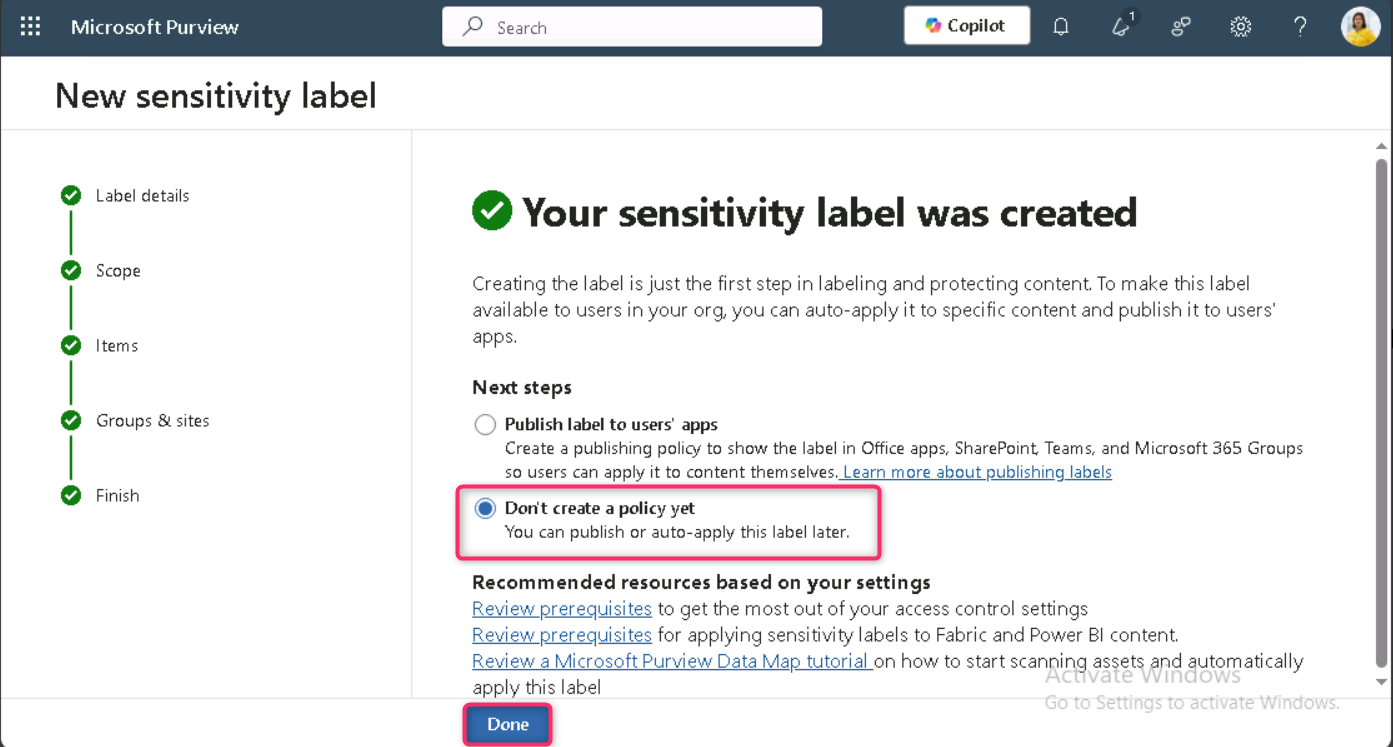 Microsoft Purview
Search
Copilot
1
?
New sensitivity label
Label details
Scope
Items
Groups & sites
Finish
Your sensitivity label was created
Creating the label is just the first step in labeling and protecting content. To make this label
available to users in your org, you can auto-apply it to specific content and publish it to users'
apps.
Next steps
Publish label to users' apps
Create a publishing policy to show the label in Office apps, SharePoint, Teams, and Microsoft 365 Groups
so users can apply it to content themselves. Learn more about publishing labels
Don't create a policy yet
You can publish or auto-apply this label later.
Recommended resources based on your settings
Review prerequisites to get the most out of your access control settings
Review prerequisites for applying sensitivity labels to Fabric and Power BI content.
Review a Microsoft Purview Data Map tutorial on how to start scanning assets and automatically
apply this label
Activate Windows
Go to Settings to activate Windows.
Done